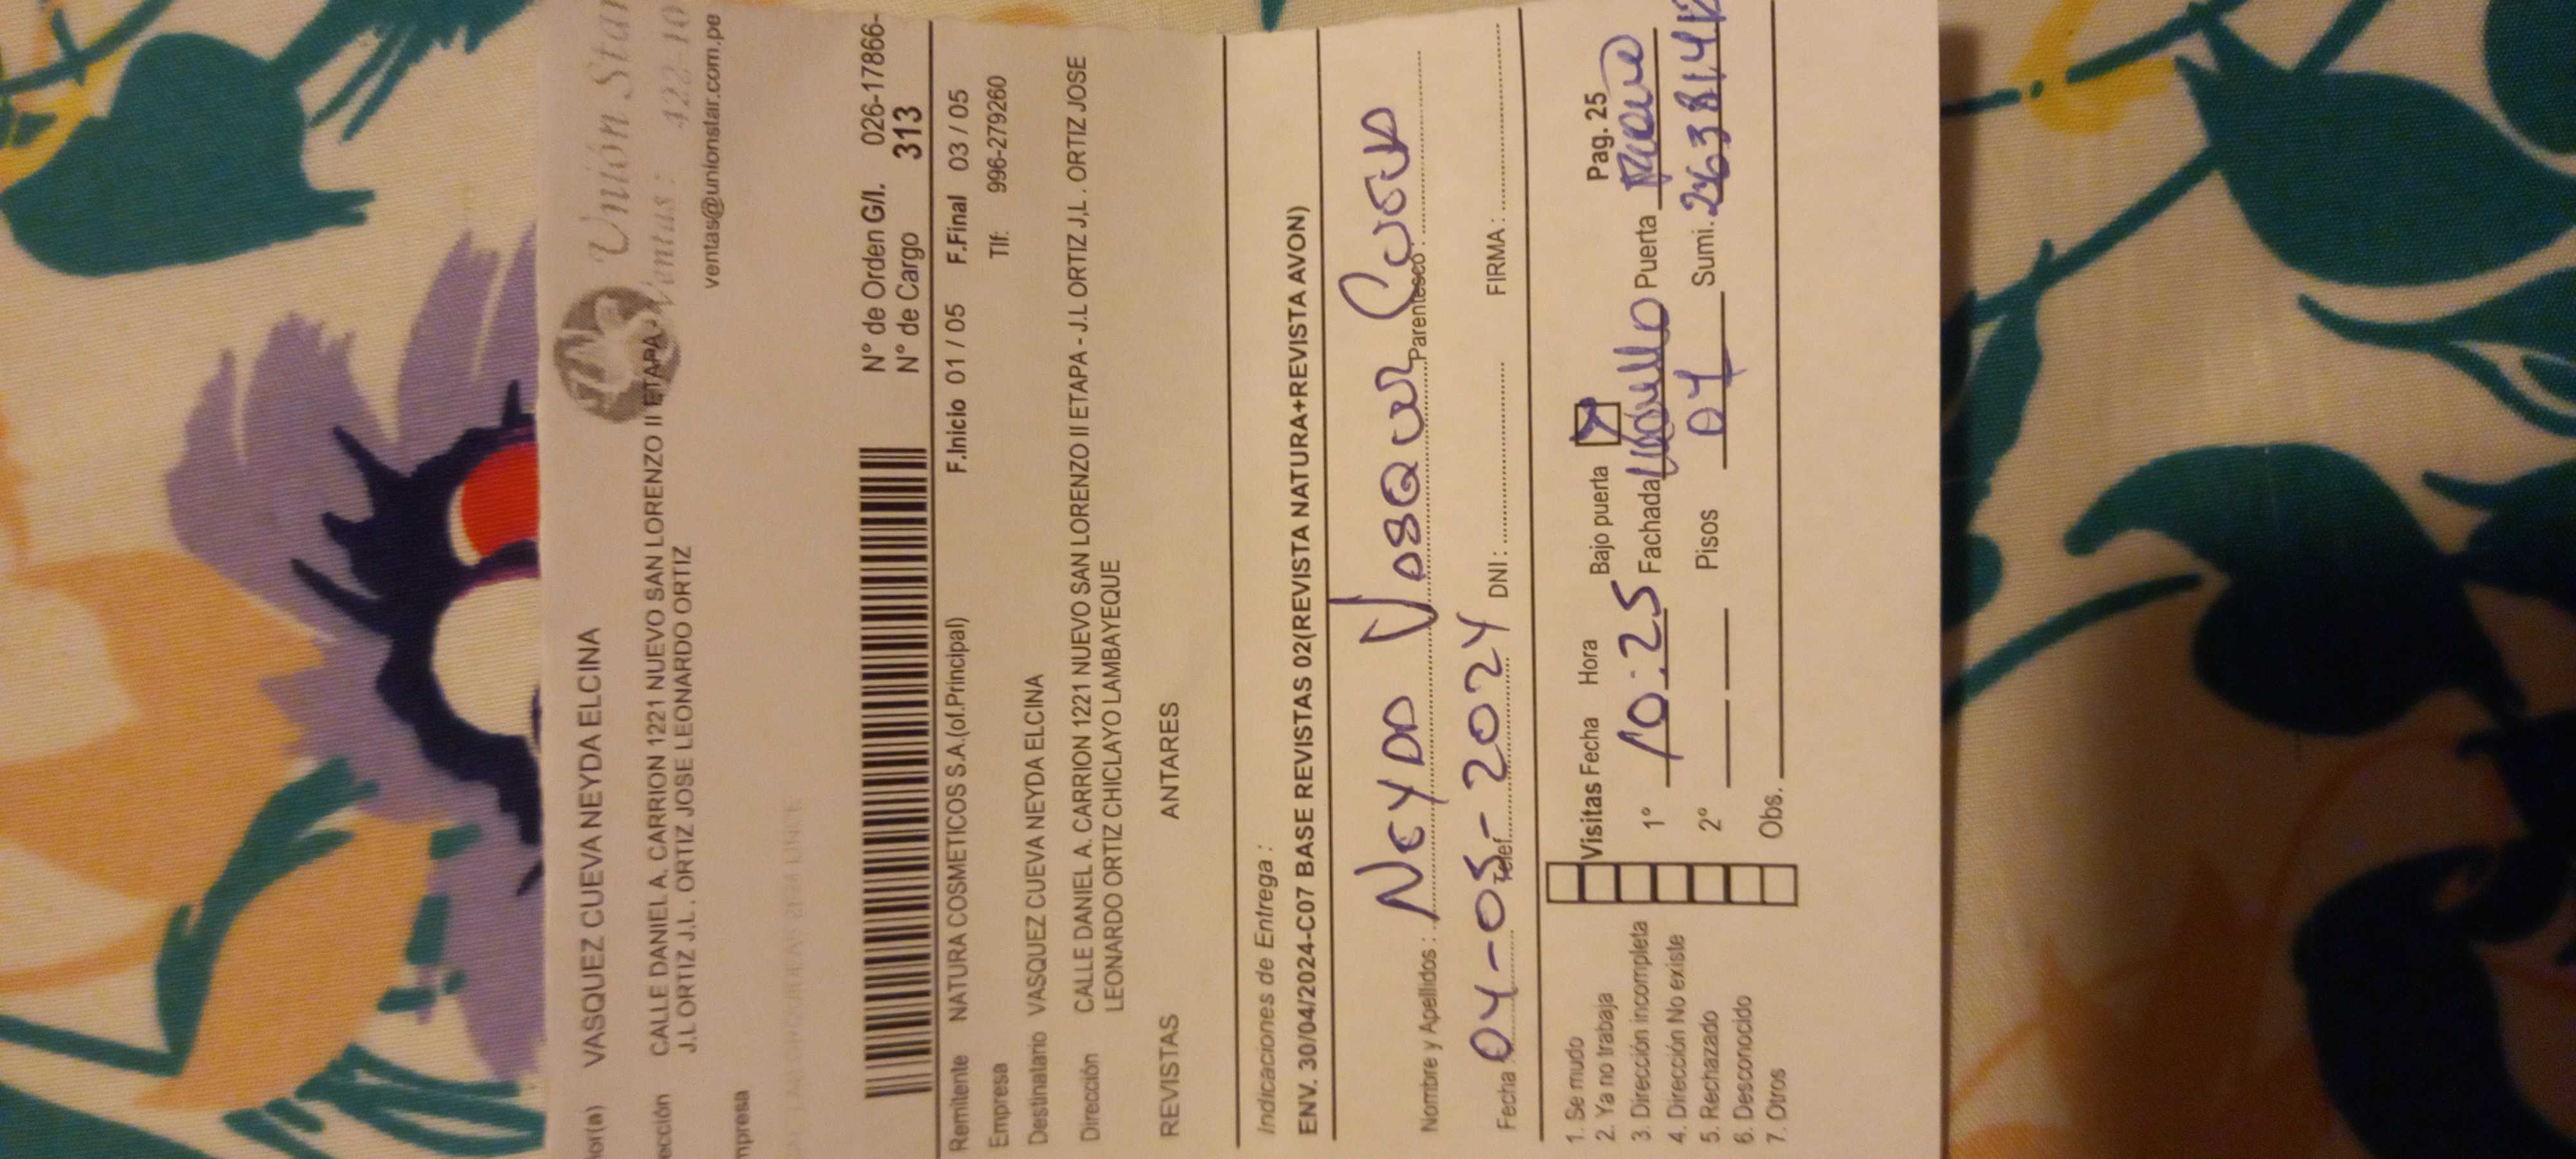 Unión Star
Ventas: 422-10
ventas@unionstar.com.pe
ñor(a) VASQUEZ CUEVA NEYDA ELCINA
ección CALLE DANIEL A. CARRION 1221 NUEVO SAN LORENZO II ETAPA -
J.L ORTIZ J.L . ORTIZ JOSE LEONARDO ORTIZ
mpresa
N° de Orden G/I. 026-17866-
N° de Cargo 313
F.Inicio 01 / 05 F.Final 03 / 05
Remitente NATURA COSMETICOS S.A.(of.Principal)
Empresa Tlf: 996-279260
Destinatario VASQUEZ CUEVA NEYDA ELCINA
Dirección CALLE DANIEL A. CARRION 1221 NUEVO SAN LORENZO II ETAPA - J.L ORTIZ J,L . ORTIZ JOSE
LEONARDO ORTIZ CHICLAYO LAMBAYEQUE
REVISTAS ANTARES
Indicaciones de Entrega :
ENV. 30/04/2024-C07 BASE REVISTAS 02(REVISTA NATURA+REVISTA AVON)
Nombre y Apellidos : Neyda Vasquez Cueva Parentesco :
Fecha 04-05-2024 Telef. DNI : FIRMA :
1. Se mudo
2. Ya no trabaja
3. Dirección incompleta
4. Dirección No existe
5. Rechazado
6. Desconocido
7. Otros
Visitas Fecha Hora Bajo puerta Pag. 25
1° 10:25 Fachada Ladrillo Puerta
2° Pisos 04 Sumi.
Obs.